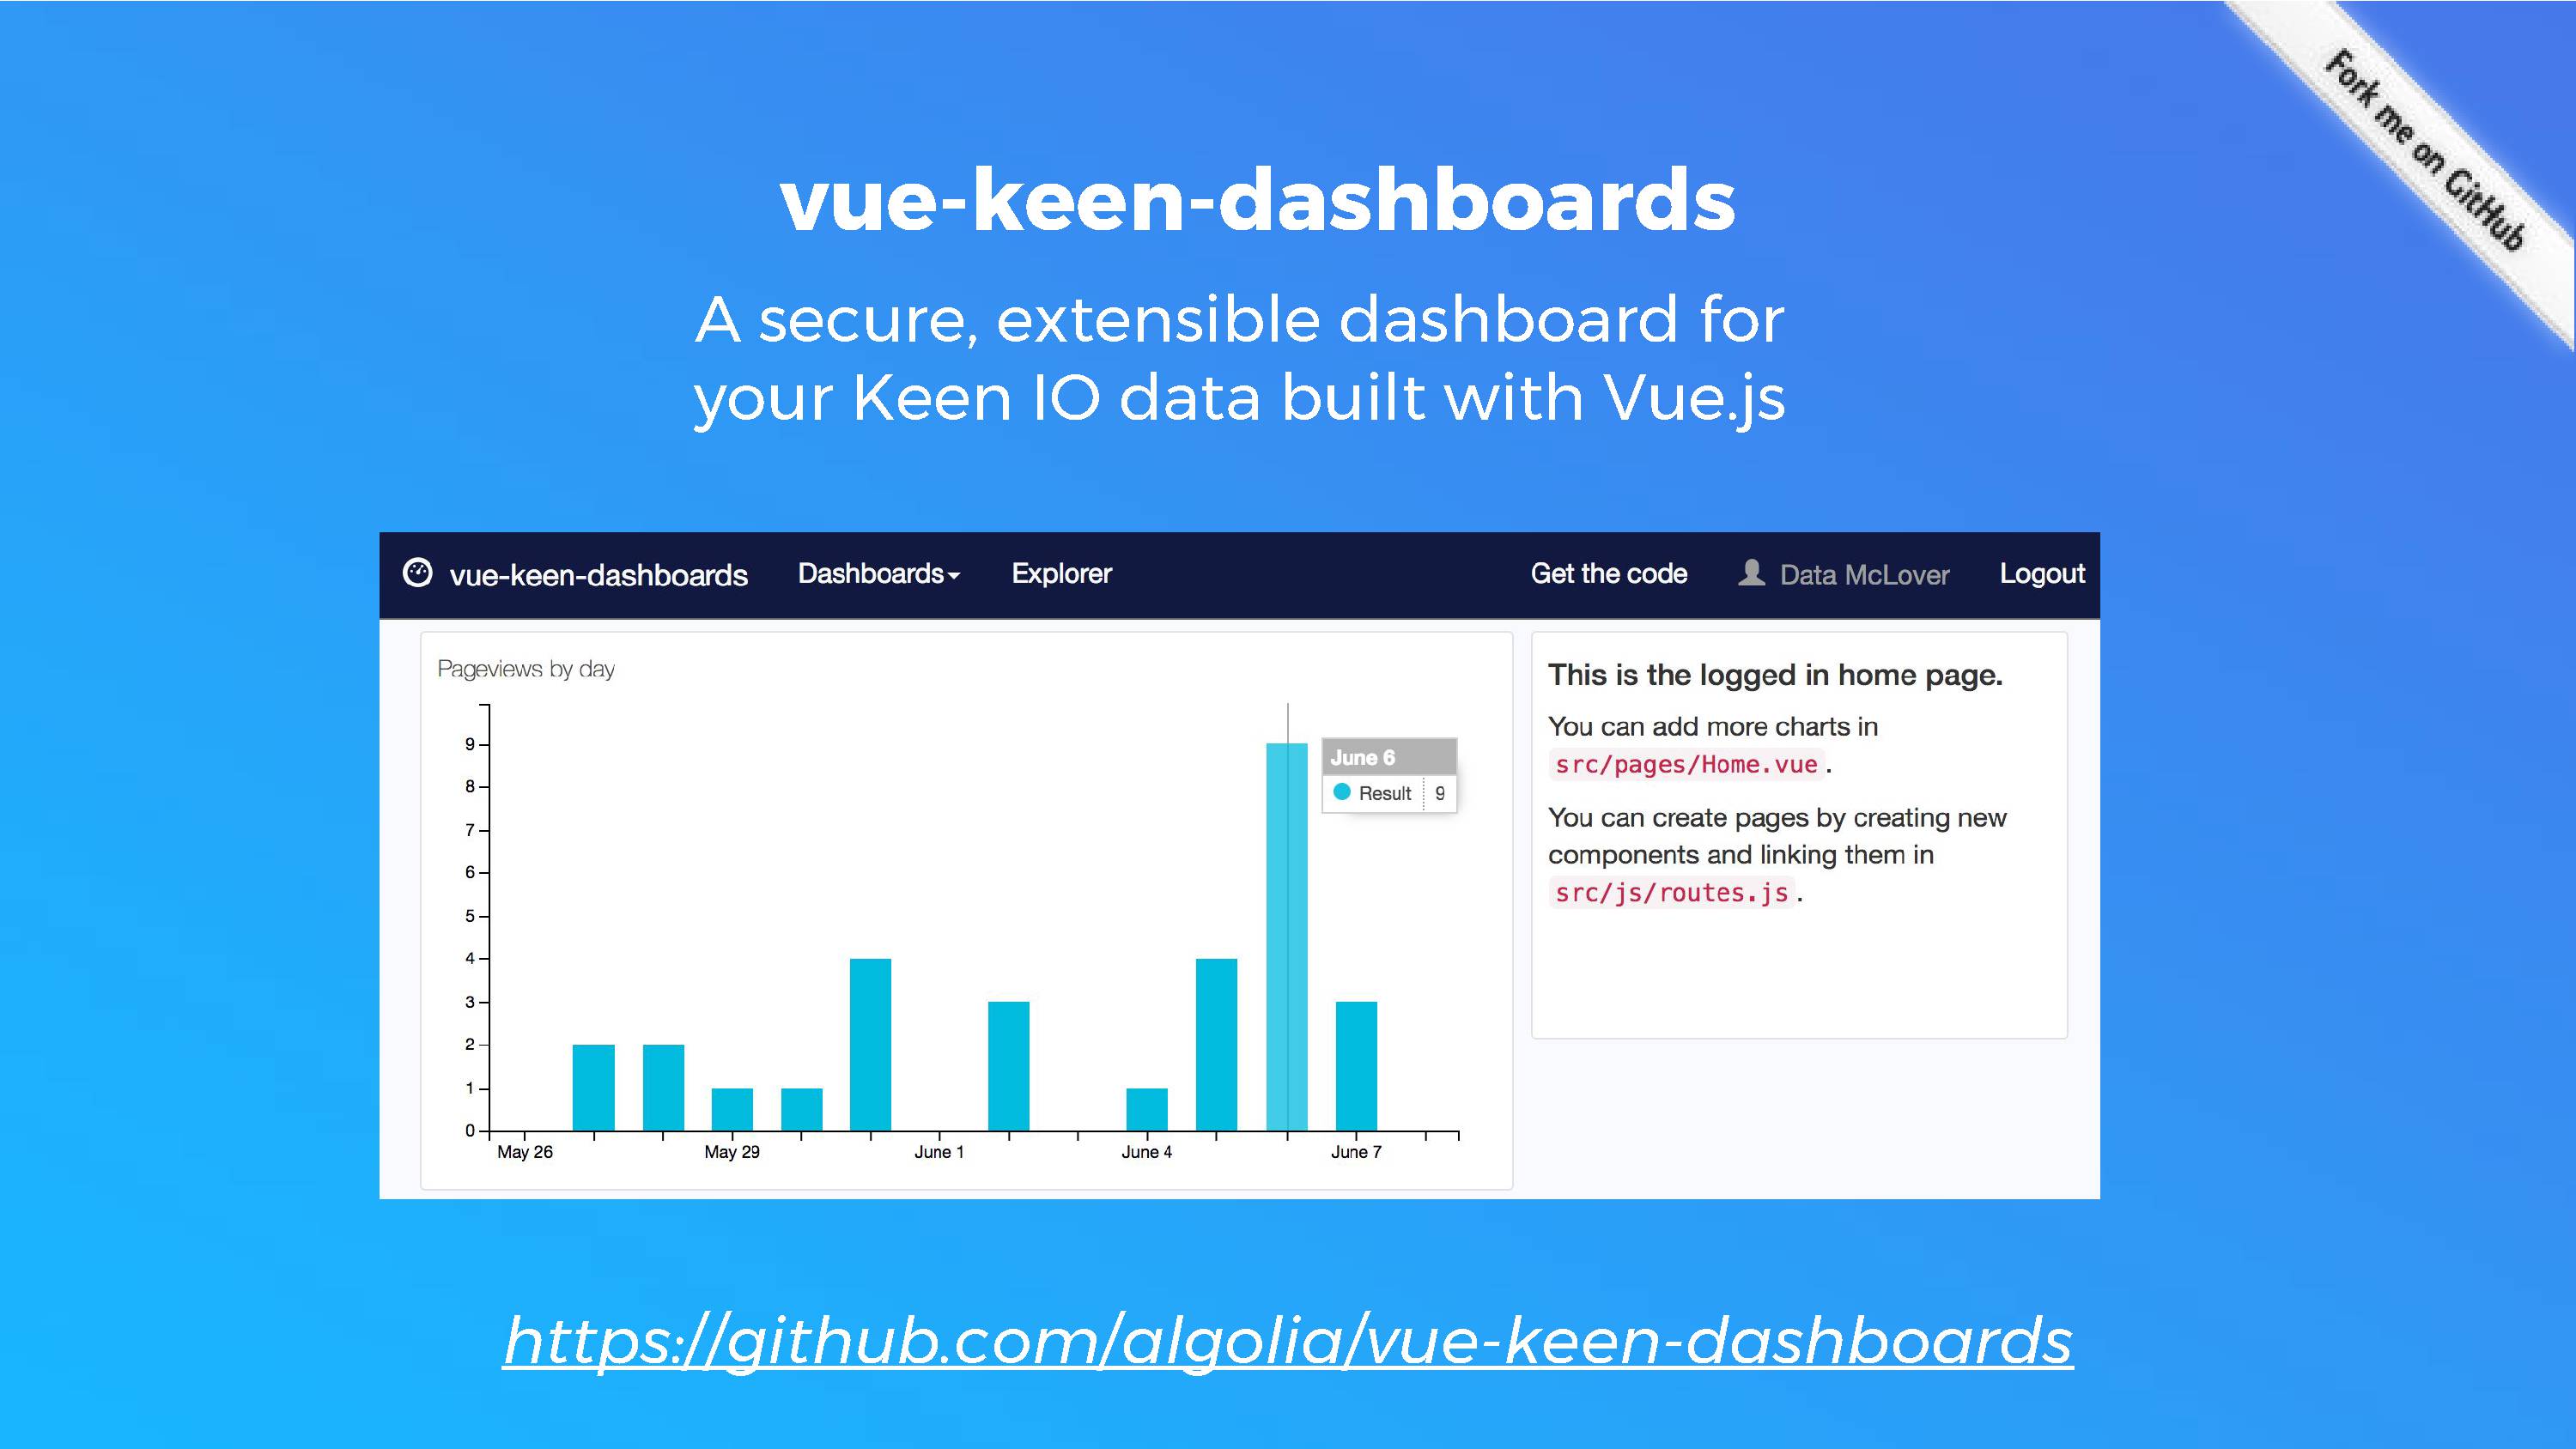 Fork me on GitHub
vue-keen-dashboards
A secure, extensible dashboard for
your Keen IO data built with Vue.js
vue-keen-dashboards Dashboards Explorer Get the code Data McLover Logout
Pageviews by day
9
8
7
6
5
4
3
2
1
0
May 26 May 29 June 1 June 4 June 7
June 6
Result 9
This is the logged in home page.
You can add more charts in
src/pages/Home.vue.
You can create pages by creating new
components and linking them in
src/js/routes.js.
https://github.com/algolia/vue-keen-dashboards